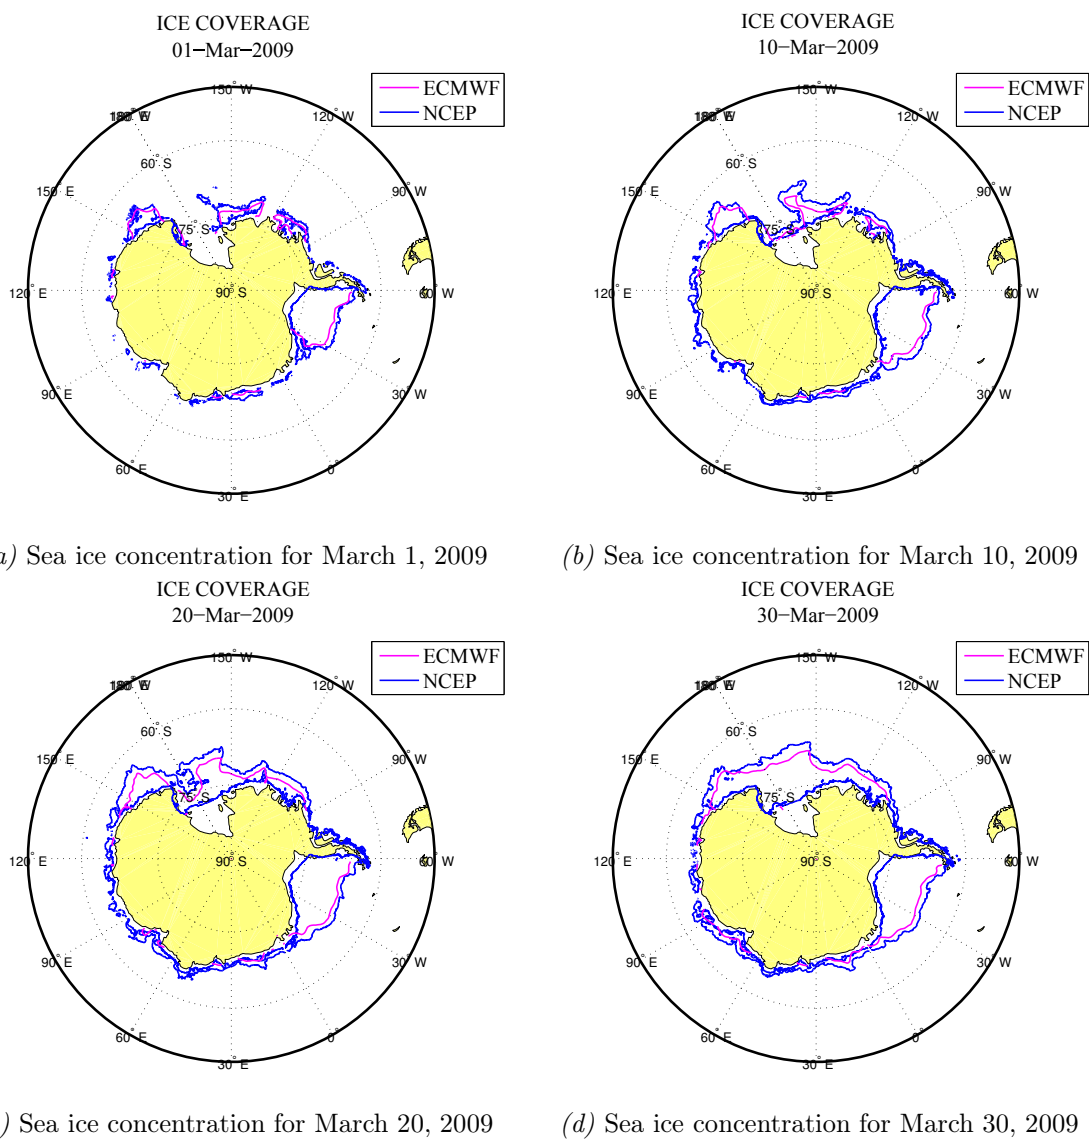 ICE COVERAGE
01-Mar-2009
ECMWF
NCEP
150° W
120° W
90° W
60° W
30° W
0°
30° E
60° E
90° E
120° E
150° E
60° S
75° S
90° S
ICE COVERAGE
10-Mar-2009
ECMWF
NCEP
150° W
120° W
90° W
60° W
30° W
0°
30° E
60° E
90° E
120° E
150° E
60° S
75° S
90° S
) Sea ice concentration for March 1, 2009
(b) Sea ice concentration for March 10, 2009
ICE COVERAGE
20-Mar-2009
ECMWF
NCEP
150° W
120° W
90° W
60° W
30° W
0°
30° E
60° E
90° E
120° E
150° E
60° S
75° S
90° S
ICE COVERAGE
30-Mar-2009
ECMWF
NCEP
150° W
120° W
90° W
60° W
30° W
0°
30° E
60° E
90° E
120° E
150° E
60° S
75° S
90° S
) Sea ice concentration for March 20, 2009
(d) Sea ice concentration for March 30, 2009